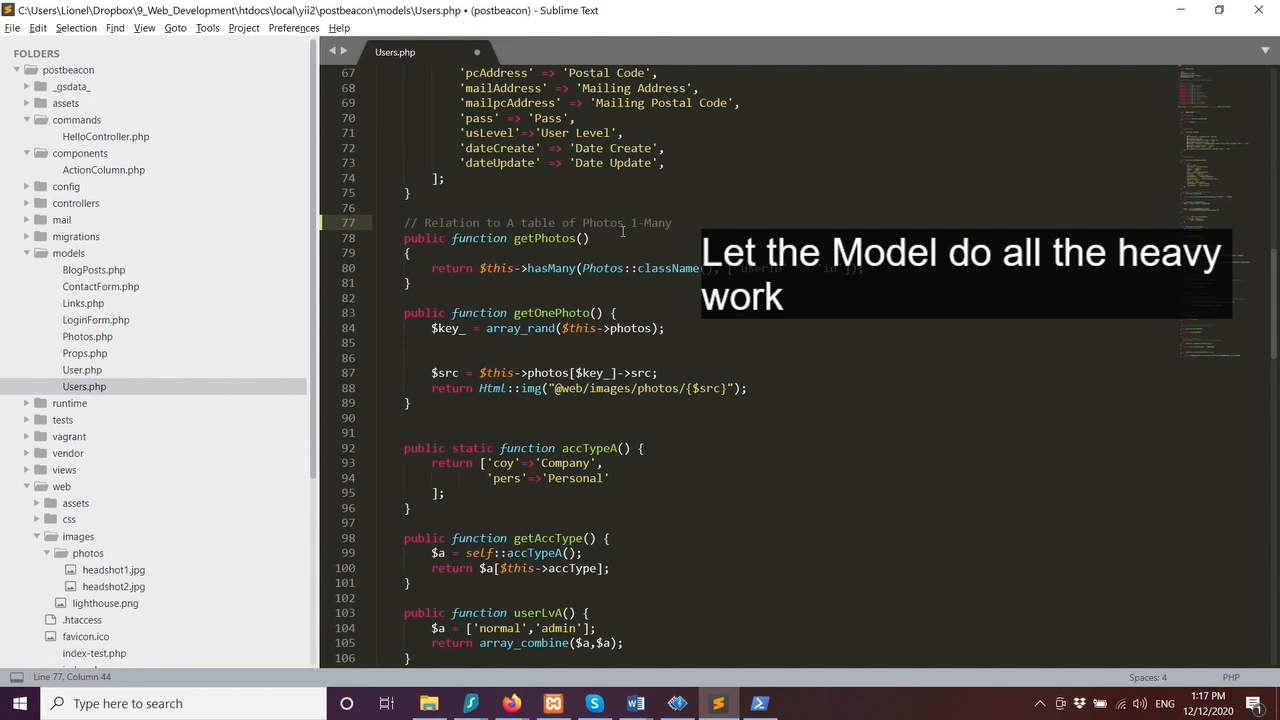 C:\Users\Lionel\Dropbox\9_Web_Development\htdocs\local\yii2\postbeacon\models\Users.php • (postbeacon) - Sublime Text
File Edit Selection Find View Goto Tools Project Preferences Help
FOLDERS
postbeacon
_gsdata_
assets
commands
HelloController.php
components
ActionColumn.php
config
controllers
mail
migrations
models
BlogPosts.php
ContactForm.php
Links.php
LoginForm.php
Photos.php
Props.php
User.php
Users.php
runtime
tests
vagrant
vendor
views
web
assets
css
images
photos
headshot1.jpg
headshot2.jpg
lighthouse.png
.htaccess
favicon.ico
index-test.php
Users.php
67 'pcAddress' => 'Postal Code',
68 'mailAddress' => 'Mailing Address',
69 'mailpcAddress' => 'Mailing Postal Code',
70 'pass' => 'Pass',
71 'usLevel'=>'User Level',
72 'dateCreate' => 'Date Create',
73 'dateUpdate' => 'Date Update',
74 ];
75 }
76
77 // Relation to A table of Photos 1-Many
78 public function getPhotos()
79 {
80 return $this->hasMany(Photos::className(), ['userID' 'id']);
81 }
82
83 public function getOnePhoto() {
84 $key_ = array_rand($this->photos);
85
86
87 $src = $this->photos[$key_]->src;
88 return Html::img("@web/images/photos/{$src}");
89 }
90
91
92 public static function accTypeA() {
93 return ['coy'=>'Company',
94 'pers'=>'Personal'
95 ];
96 }
97
98 public function getAccType() {
99 $a = self::accTypeA();
100 return $a[$this->accType];
101 }
102
103 public function userLvA() {
104 $a = ['normal','admin'];
105 return array_combine($a,$a);
106 }
Let the Model do all the heavy
work
Line 77, Column 44
Spaces: 4
PHP
Type here to search
ENG
1:17 PM
12/12/2020
1